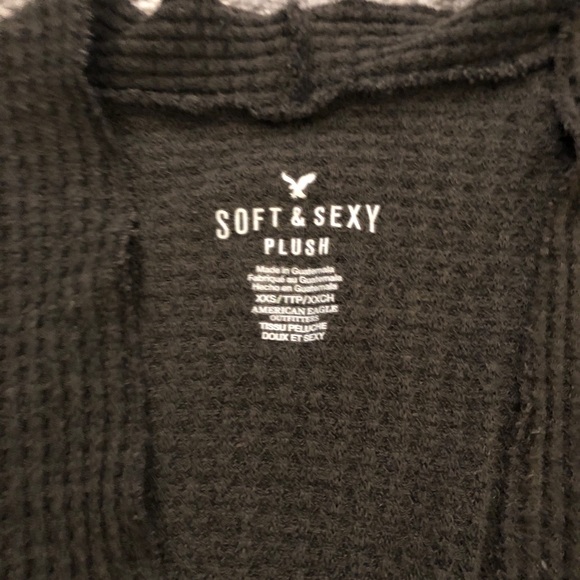 SOFT & SEXY
PLUSH
Made in Guatemala
Fabriqué au Guatemala
Hecho en Guatemala
XXS/TTP/XXCH
AMERICAN EAGLE
OUTFITTERS
TISSU PELUCHE
DOUX ET SEXY